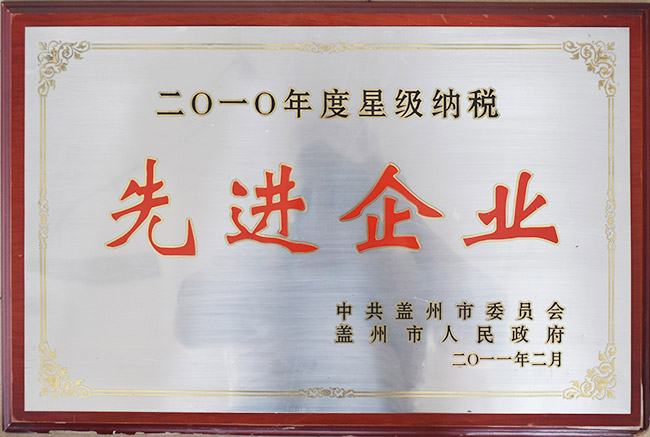 二〇一〇年度星级纳税
先进企业
中共盖州市委员会
盖州市人民政府
二〇一一年二月